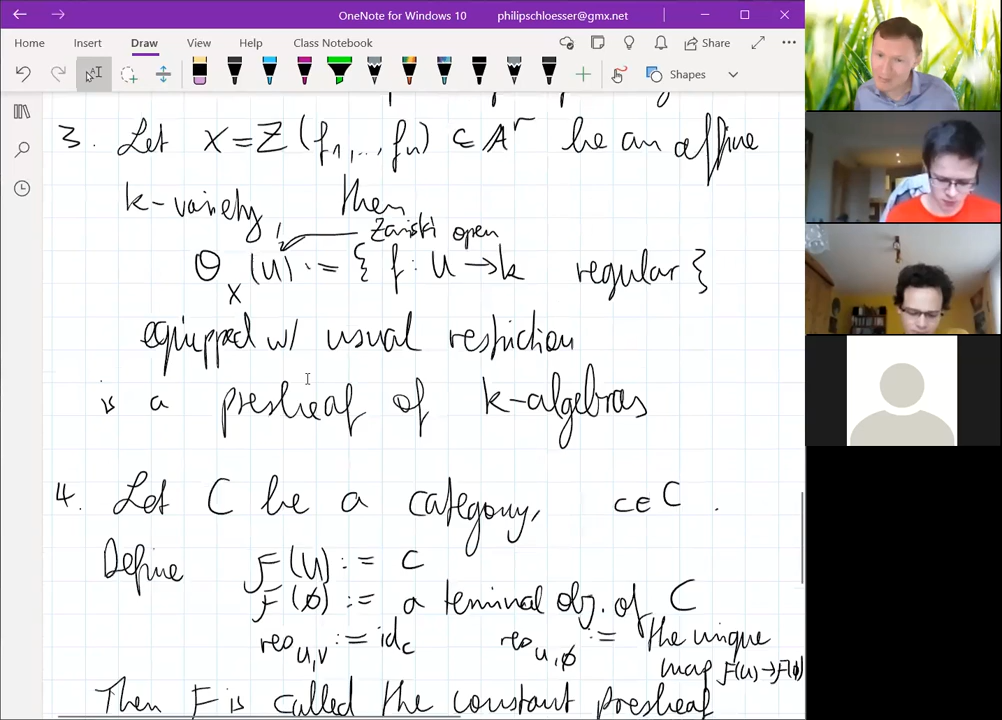 OneNote for Windows 10 philipschloesser@gmx.net
Home Insert Draw View Help Class Notebook Share
Shapes
3. Let X = Z (f₁,..., fₙ) ⊆ 𝔸ʳ be an affine
k-variety, then
Zariski open
O_X (U) := { f : U → k regular }
equipped w/ usual restriction
is a presheaf of k-algebras
4. Let C be a category, c ∈ C .
Define F(U) := c
F(∅) := a terminal obj. of C
res_{U,V} := id_c res_{U,∅} := the unique
map F(U) → F(∅)
Then F is called the constant presheaf